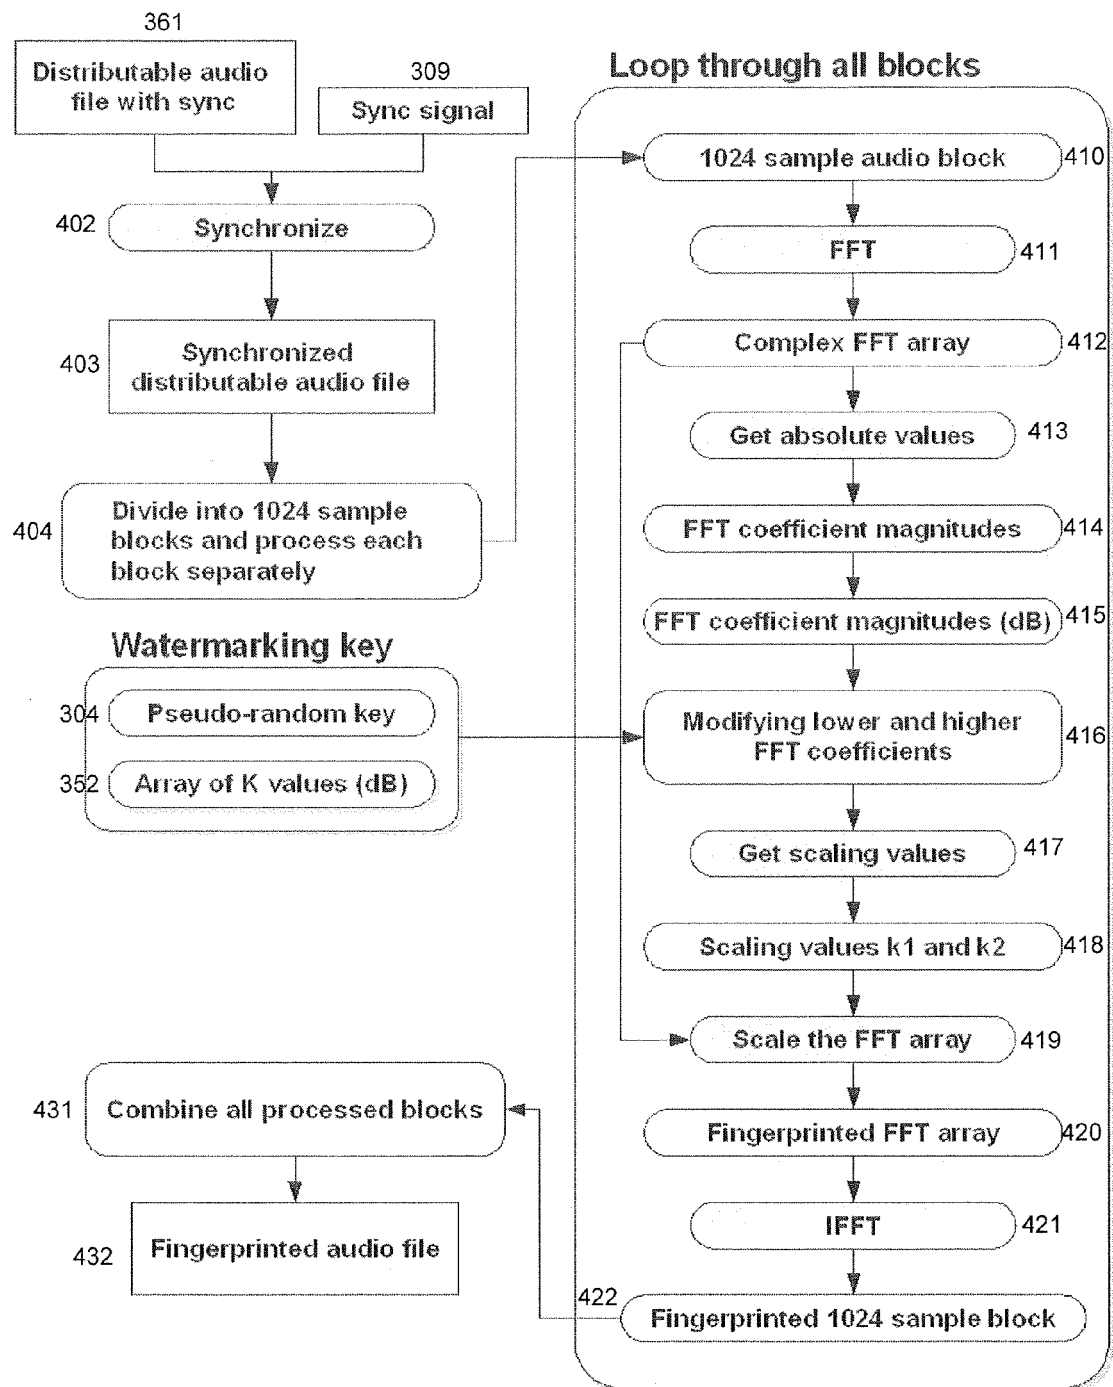 361
Distributable audio
file with sync
309
Sync signal
402
Synchronize
403
Synchronized
distributable audio file
404
Divide into 1024 sample
blocks and process each
block separately
Watermarking key
304
Pseudo-random key
352
Array of K values (dB)
Loop through all blocks
1024 sample audio block
410
FFT
411
Complex FFT array
412
Get absolute values
413
FFT coefficient magnitudes
414
FFT coefficient magnitudes (dB)
415
Modifying lower and higher
FFT coefficients
416
Get scaling values
417
Scaling values k1 and k2
418
Scale the FFT array
419
Fingerprinted FFT array
420
IFFT
421
422
Fingerprinted 1024 sample block
431
Combine all processed blocks
432
Fingerprinted audio file